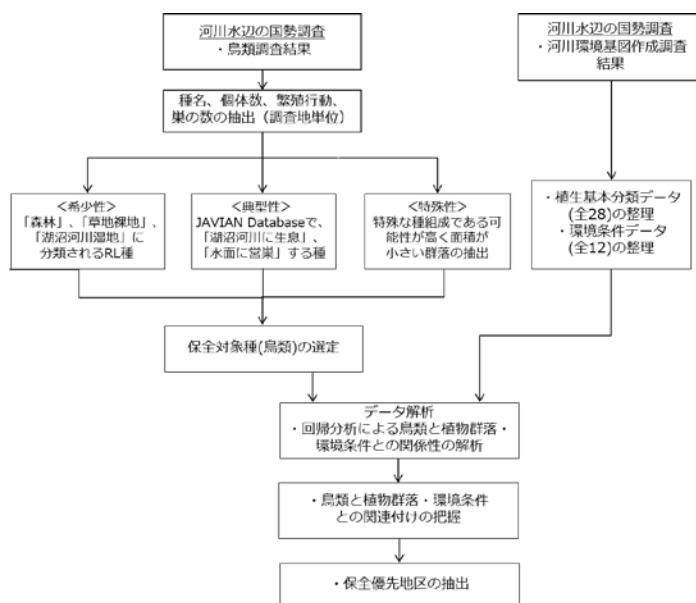 河川水辺の国勢調査
・鳥類調査結果
河川水辺の国勢調査
・河川環境基図作成調査
結果
種名、個体数、繁殖行動、
巣の数の抽出（調査地単位）
＜希少性＞
「森林」、「草地裸地」、
「湖沼河川湿地」に
分類されるRL種
＜典型性＞
JAVIAN Databaseで、
「湖沼河川に生息」、
「水面に営巣」する種
＜特殊性＞
特殊な種組成である可
能性が高く面積が
小さい群落の抽出
・植生基本分類データ
(全28)の整理
・環境条件データ
(全12)の整理
保全対象種(鳥類)の選定
データ解析
・回帰分析による鳥類と植物群落・
環境条件との関係性の解析
・鳥類と植物群落・環境条件
との関連付けの把握
・保全優先地区の抽出